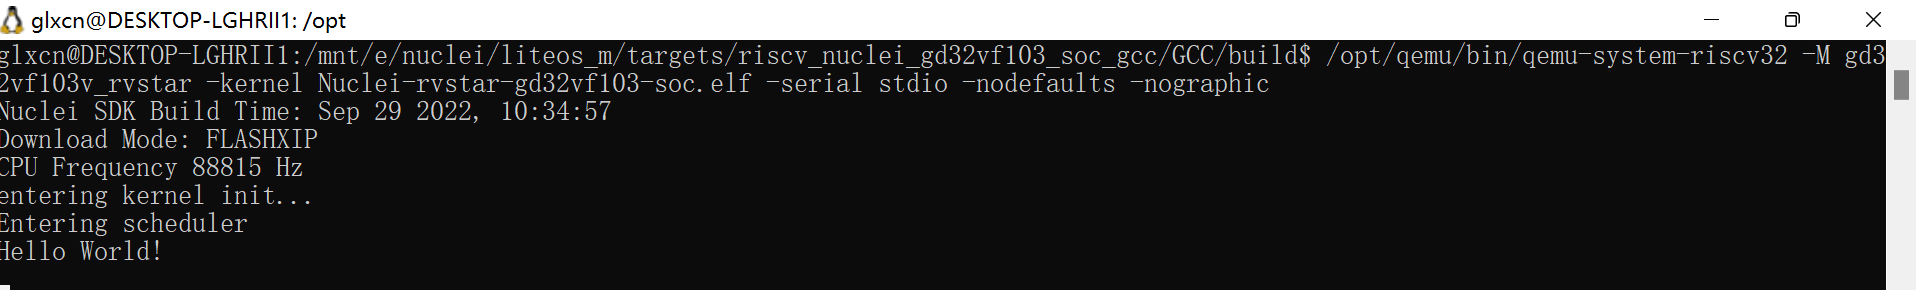 glxcn@DESKTOP-LGHRII1: /opt
glxcn@DESKTOP-LGHRII1:/mnt/e/nuclei/liteos_m/targets/riscv_nuclei_gd32vf103_soc_gcc/GCC/build$ /opt/qemu/bin/qemu-system-riscv32 -M gd3
2vf103v_rvstar -kernel Nuclei-rvstar-gd32vf103-soc.elf -serial stdio -nodefaults -nographic
Nuclei SDK Build Time: Sep 29 2022, 10:34:57
Download Mode: FLASHXIP
CPU Frequency 88815 Hz
entering kernel init...
Entering scheduler
Hello World!